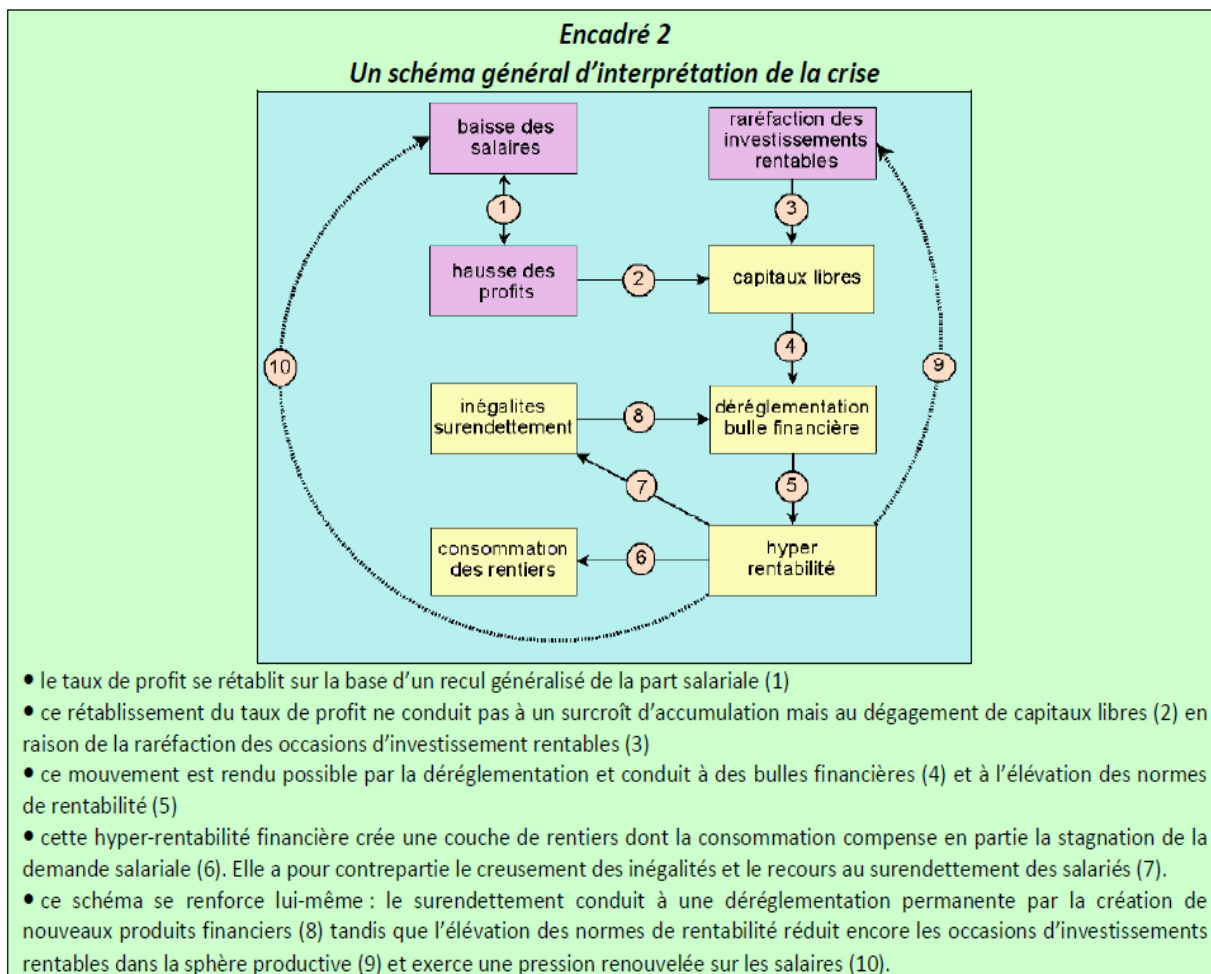 Encadré 2
Un schéma général d’interprétation de la crise
baisse des
salaires
raréfaction des
investissements
rentables
1
3
hausse des
profits
2
capitaux libres
4
10
9
inégalites
surendettement
8
déréglementation
bulle financière
7
5
consommation
des rentiers
6
hyper
rentabilité
• le taux de profit se rétablit sur la base d’un recul généralisé de la part salariale (1)
• ce rétablissement du taux de profit ne conduit pas à un surcroît d’accumulation mais au dégagement de capitaux libres (2) en
raison de la raréfaction des occasions d’investissement rentables (3)
• ce mouvement est rendu possible par la déréglementation et conduit à des bulles financières (4) et à l’élévation des normes
de rentabilité (5)
• cette hyper-rentabilité financière crée une couche de rentiers dont la consommation compense en partie la stagnation de la
demande salariale (6). Elle a pour contrepartie le creusement des inégalités et le recours au surendettement des salariés (7).
• ce schéma se renforce lui-même : le surendettement conduit à une déréglementation permanente par la création de
nouveaux produits financiers (8) tandis que l’élévation des normes de rentabilité réduit encore les occasions d’investissements
rentables dans la sphère productive (9) et exerce une pression renouvelée sur les salaires (10).